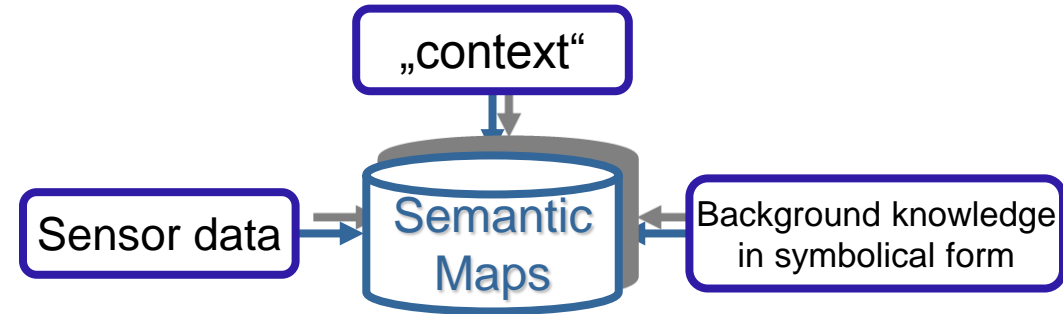 „context“
Sensor data
Semantic
Maps
Background knowledge
in symbolical form